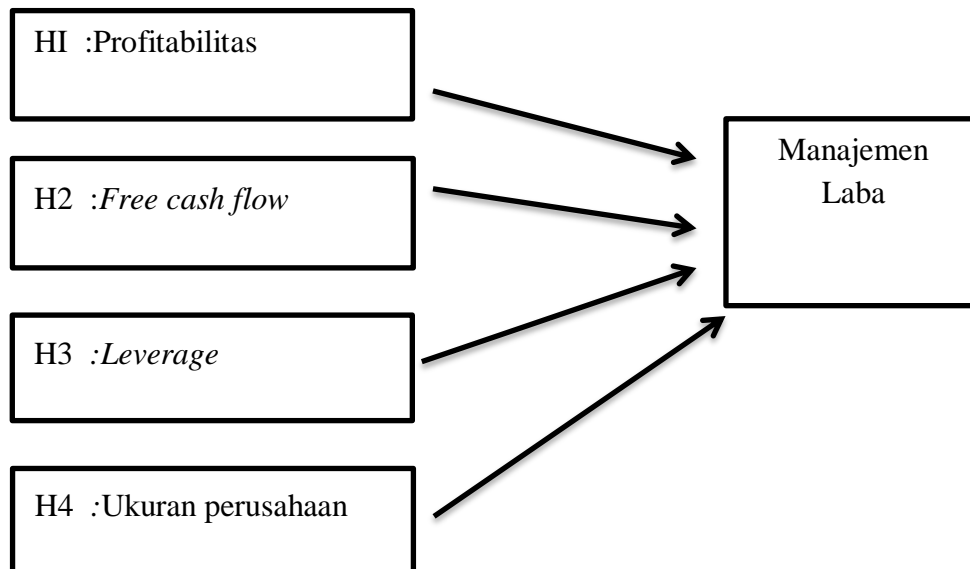 HI :Profitabilitas
H2 :Free cash flow
H3 :Leverage
H4 :Ukuran perusahaan
Manajemen
Laba